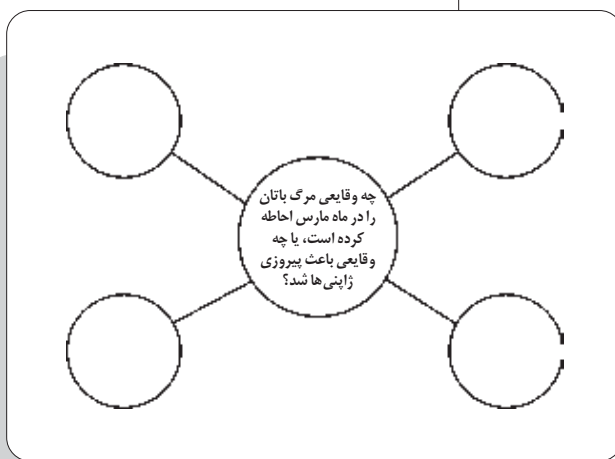 چه وقایعی مرگ باتان
را در ماه مارس احاطه
کرده است، یا چه
وقایعی باعث پیروزی
ژاپنی‌ها شد؟